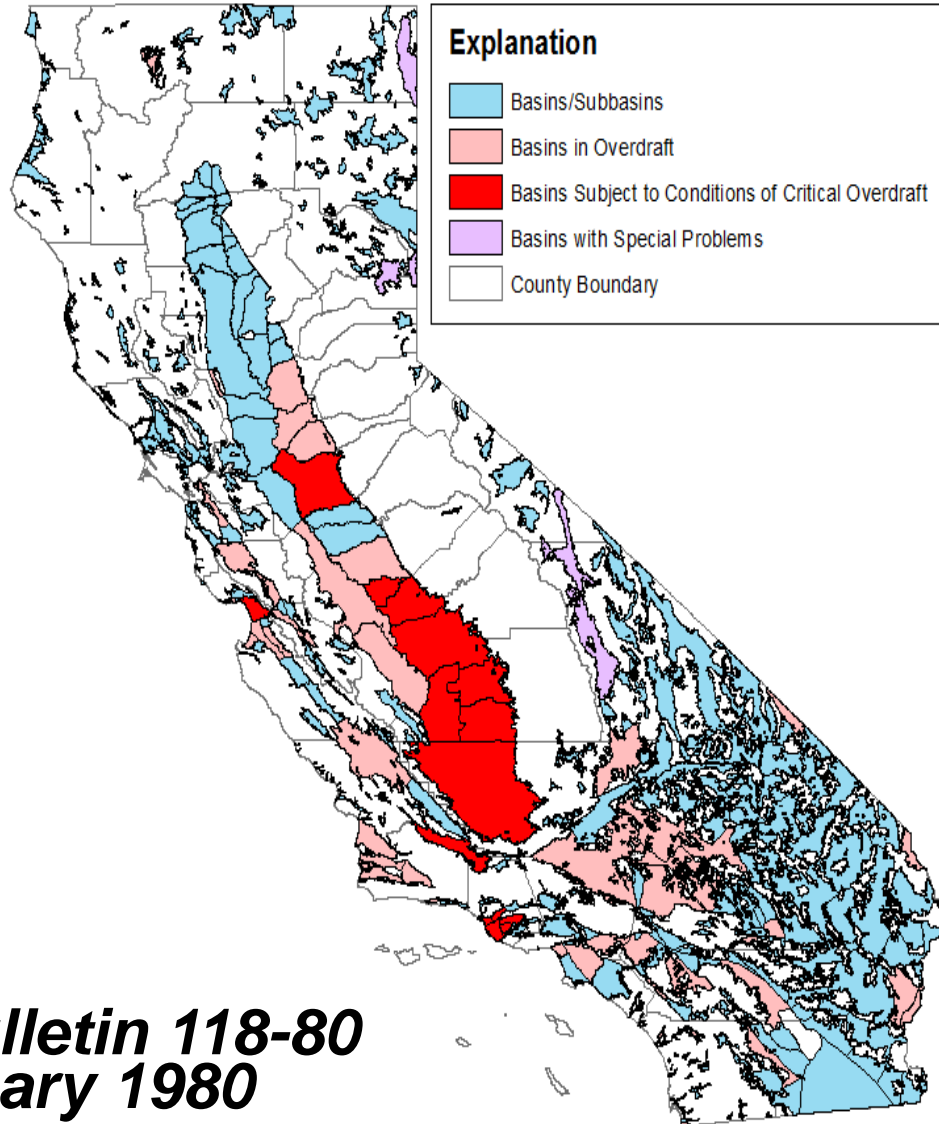 Explanation
Basins/Subbasins
Basins in Overdraft
Basins Subject to Conditions of Critical Overdraft
Basins with Special Problems
County Boundary
lletin 118-80
ary 1980